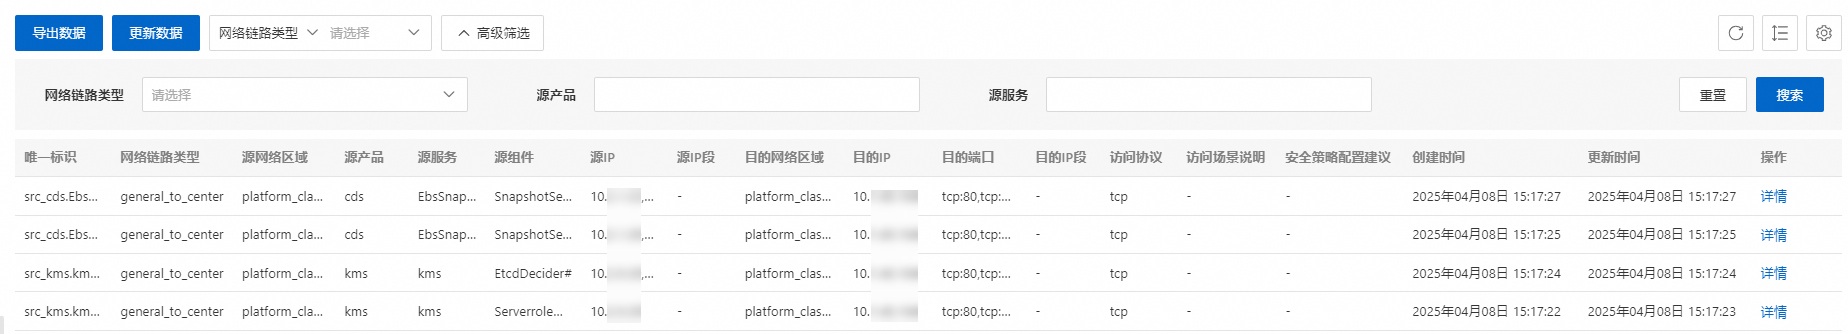 导出数据 更新数据 网络链路类型 请选择 高级筛选
网络链路类型 请选择 源产品 源服务 重置 搜索
唯一标识 网络链路类型 源网络区域 源产品 源服务 源组件 源IP 源IP段 目的网络区域 目的IP 目的端口 目的IP段 访问协议 访问场景说明 安全策略配置建议 创建时间 更新时间 操作
src_cds.Ebs... general_to_center platform_cla... cds EbsSnap... SnapshotSe... 10. ,... - platform_clas... 10. tcp:80,tcp:... - tcp - - 2025年04月08日 15:17:27 2025年04月08日 15:17:27 详情
src_cds.Ebs... general_to_center platform_cla... cds EbsSnap... SnapshotSe... 10. ,... - platform_clas... 10. tcp:80,tcp:... - tcp - - 2025年04月08日 15:17:25 2025年04月08日 15:17:25 详情
src_kms.km... general_to_center platform_cla... kms kms EtcdDecider# 10. ,... - platform_clas... 10. tcp:80,tcp:... - tcp - - 2025年04月08日 15:17:24 2025年04月08日 15:17:24 详情
src_kms.km... general_to_center platform_cla... kms kms Serverrole... 10. - platform_clas... 10. tcp:80,tcp:... - tcp - - 2025年04月08日 15:17:22 2025年04月08日 15:17:23 详情